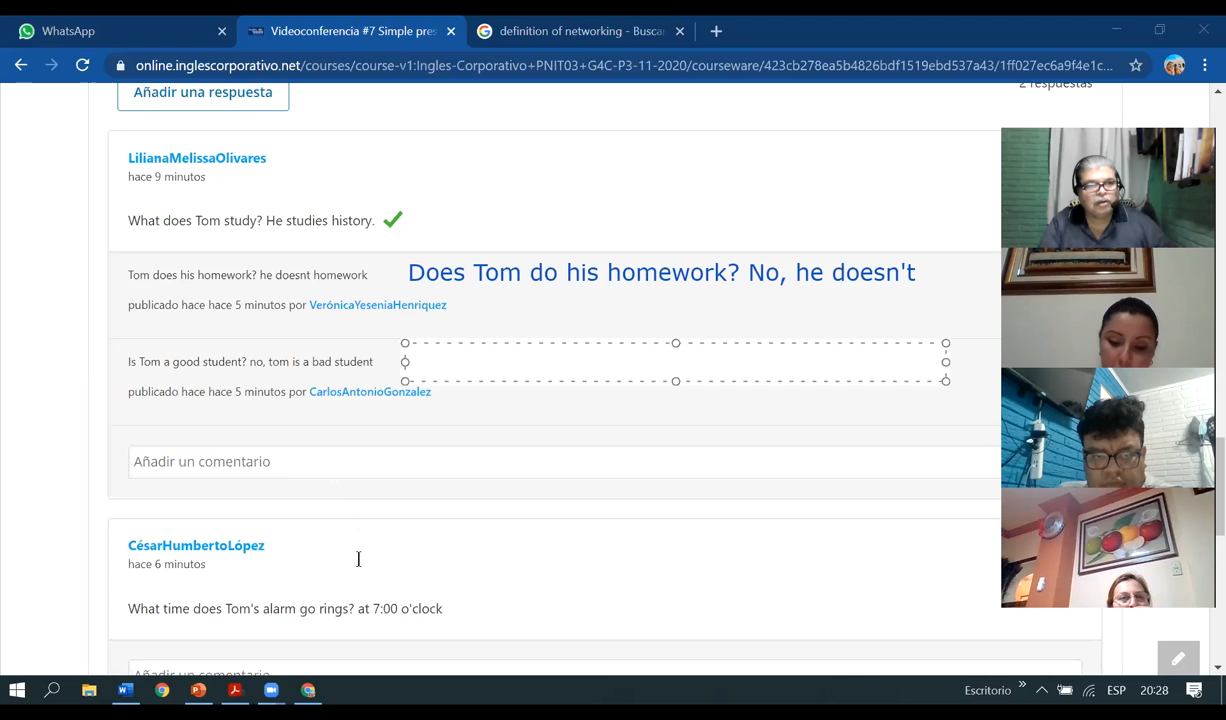 WhatsApp
Videoconferencia #7 Simple pres
definition of networking - Busca
online.inglescorporativo.net/courses/course-v1:Ingles-Corporativo+PNIT03+G4C-P3-11-2020/courseware/423cb278ea5b4826bdf1519ebd537a43/1ff027ec6a9f4e1c...
Añadir una respuesta
2 respuestas
LilianaMelissaOlivares
hace 9 minutos
What does Tom study? He studies history.
Tom does his homework? he doesnt homework
Does Tom do his homework? No, he doesn't
publicado hace hace 5 minutos por VerónicaYeseniaHenriquez
Is Tom a good student? no, tom is a bad student
publicado hace hace 5 minutos por CarlosAntonioGonzalez
Añadir un comentario
CésarHumbertoLópez
hace 6 minutos
What time does Tom's alarm go rings? at 7:00 o'clock
Añadir un comentario
Escritorio
ESP
20:28